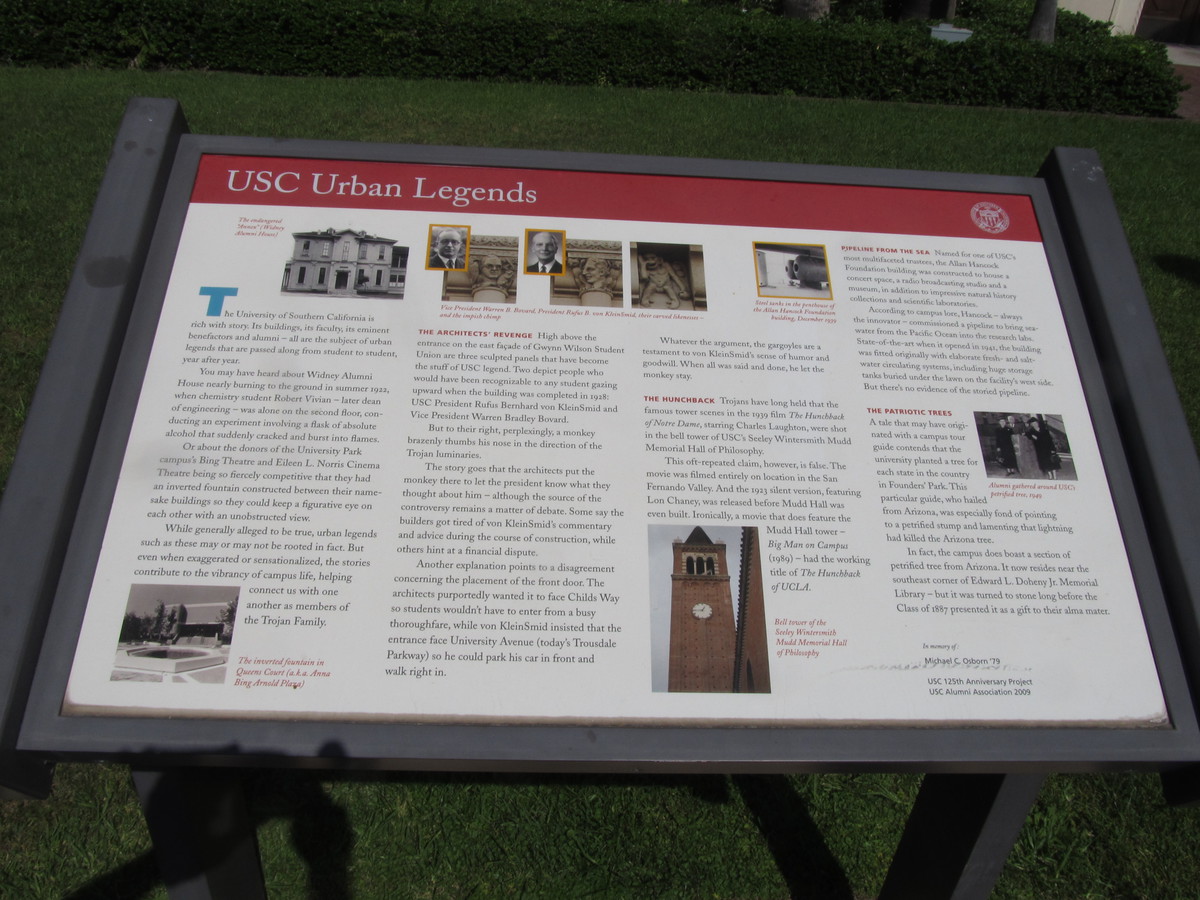 USC Urban Legends
The endangered
"Arena" (Widney
Alumni House)
The University of Southern California is
rich with story. Its buildings, its faculty, its eminent
benefactors and alumni – all are the subject of urban
legends that are passed along from student to student,
year after year.
You may have heard about Widney Alumni
House nearly burning to the ground in summer 1922,
when chemistry student Robert Vivian – later dean
of engineering – was alone on the second floor, con-
ducting an experiment involving a flask of absolute
alcohol that suddenly cracked and burst into flames.
Or about the donors of the University Park
campus's Bing Theatre and Eileen L. Norris Cinema
Theatre being so fiercely competitive that they had
an inverted fountain constructed between their name-
sake buildings so they could keep a figurative eye on
each other with an unobstructed view.
While generally alleged to be true, urban legends
such as these may or may not be rooted in fact. But
even when exaggerated or sensationalized, the stories
contribute to the vibrancy of campus life, helping
connect us with one
another as members of
the Trojan Family.
The inverted fountain in
Queens Court (a.k.a. Anna
Bing Arnold Plaza)
Vice President Warren B. Bovard, President Rufus B. von KleinSmid, their carved likenesses –
and the impish chimp
THE ARCHITECTS' REVENGE High above the
entrance on the east façade of Gwynn Wilson Student
Union are three sculpted panels that have become
the stuff of USC legend. Two depict people who
would have been recognizable to any student gazing
upward when the building was completed in 1928:
USC President Rufus Bernhard von KleinSmid and
Vice President Warren Bradley Bovard.
But to their right, perplexingly, a monkey
brazenly thumbs his nose in the direction of the
Trojan luminaries.
The story goes that the architects put the
monkey there to let the president know what they
thought about him – although the source of the
controversy remains a matter of debate. Some say the
builders got tired of von KleinSmid's commentary
and advice during the course of construction, while
others hint at a financial dispute.
Another explanation points to a disagreement
concerning the placement of the front door. The
architects purportedly wanted it to face Childs Way
so students wouldn't have to enter from a busy
thoroughfare, while von KleinSmid insisted that the
entrance face University Avenue (today's Trousdale
Parkway) so he could park his car in front and
walk right in.
Whatever the argument, the gargoyles are a
testament to von KleinSmid's sense of humor and
goodwill. When all was said and done, he let the
monkey stay.
THE HUNCHBACK Trojans have long held that the
famous tower scenes in the 1939 film The Hunchback
of Notre Dame, starring Charles Laughton, were shot
in the bell tower of USC's Seeley Wintersmith Mudd
Memorial Hall of Philosophy.
This oft-repeated claim, however, is false. The
movie was filmed entirely on location in the San
Fernando Valley. And the 1923 silent version, featuring
Lon Chaney, was released before Mudd Hall was
even built. Ironically, a movie that does feature the
Mudd Hall tower –
Big Man on Campus
(1989) – had the working
title of The Hunchback
of UCLA.
Bell tower of the
Seeley Wintersmith
Mudd Memorial Hall
of Philosophy
Steel tanks in the penthouse of
the Allan Hancock Foundation
building, December 1939
PIPELINE FROM THE SEA Named for one of USC's
most multifaceted trustees, the Allan Hancock
Foundation building was constructed to house a
concert space, a radio broadcasting studio and a
museum, in addition to impressive natural history
collections and scientific laboratories.
According to campus lore, Hancock – always
the innovator – commissioned a pipeline to bring sea-
water from the Pacific Ocean into the research labs.
State-of-the-art when it opened in 1941, the building
was fitted originally with elaborate fresh- and salt-
water circulating systems, including huge storage
tanks buried under the lawn on the facility's west side.
But there's no evidence of the storied pipeline.
THE PATRIOTIC TREES
A tale that may have origi-
nated with a campus tour
guide contends that the
university planted a tree for
each state in the country
in Founders' Park. This
particular guide, who hailed
from Arizona, was especially fond of pointing
to a petrified stump and lamenting that lightning
had killed the Arizona tree.
In fact, the campus does boast a section of
petrified tree from Arizona. It now resides near the
southeast corner of Edward L. Doheny Jr. Memorial
Library – but it was turned to stone long before the
Class of 1887 presented it as a gift to their alma mater.
Alumni gathered around USC's
petrified tree, 1949
In memory of:
Michael C. Osborn '79
USC 125th Anniversary Project
USC Alumni Association 2009